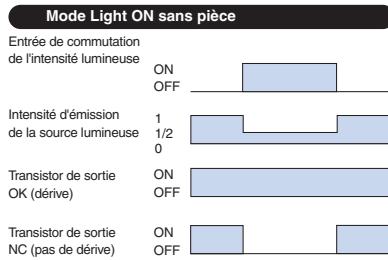 Mode Light ON sans pièce
Entrée de commutation
de l'intensité lumineuse
ON
OFF
Intensité d'émission
de la source lumineuse
1
1/2
0
Transistor de sortie
OK (dérive)
ON
OFF
Transistor de sortie
NC (pas de dérive)
ON
OFF